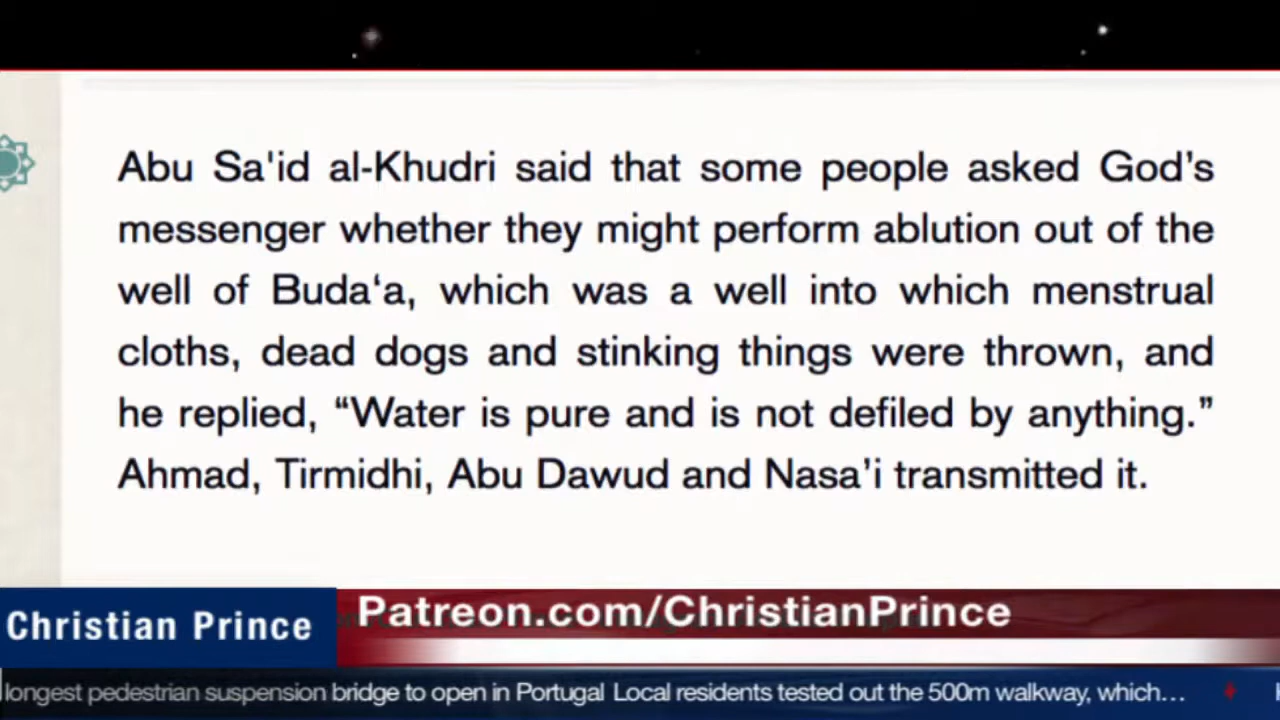 Abu Sa'id al-Khudri said that some people asked God's
messenger whether they might perform ablution out of the
well of Buda‘a, which was a well into which menstrual
cloths, dead dogs and stinking things were thrown, and
he replied, “Water is pure and is not defiled by anything.”
Ahmad, Tirmidhi, Abu Dawud and Nasa'i transmitted it.
Christian Prince
Patreon.com/ChristianPrince
longest pedestrian suspension bridge to open in Portugal Local residents tested out the 500m walkway, which...